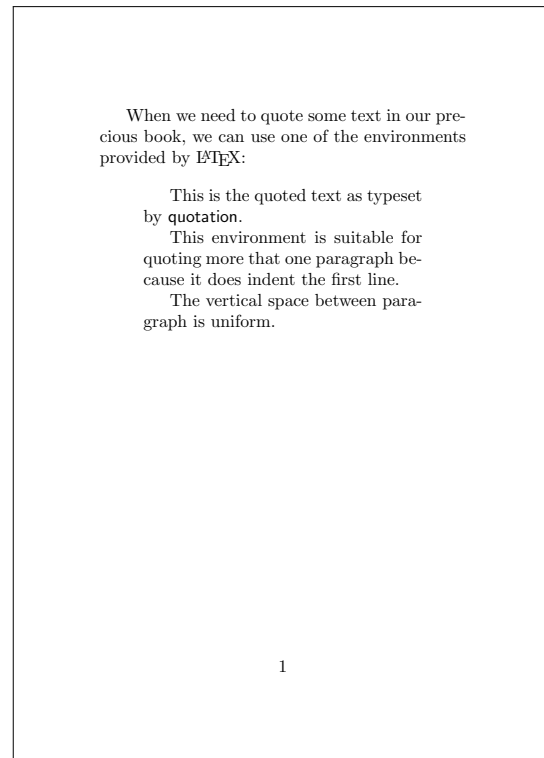 When we need to quote some text in our pre-
cious book, we can use one of the environments
provided by LATEX:
This is the quoted text as typeset
by quotation.
This environment is suitable for
quoting more that one paragraph be-
cause it does indent the first line.
The vertical space between para-
graph is uniform.
1